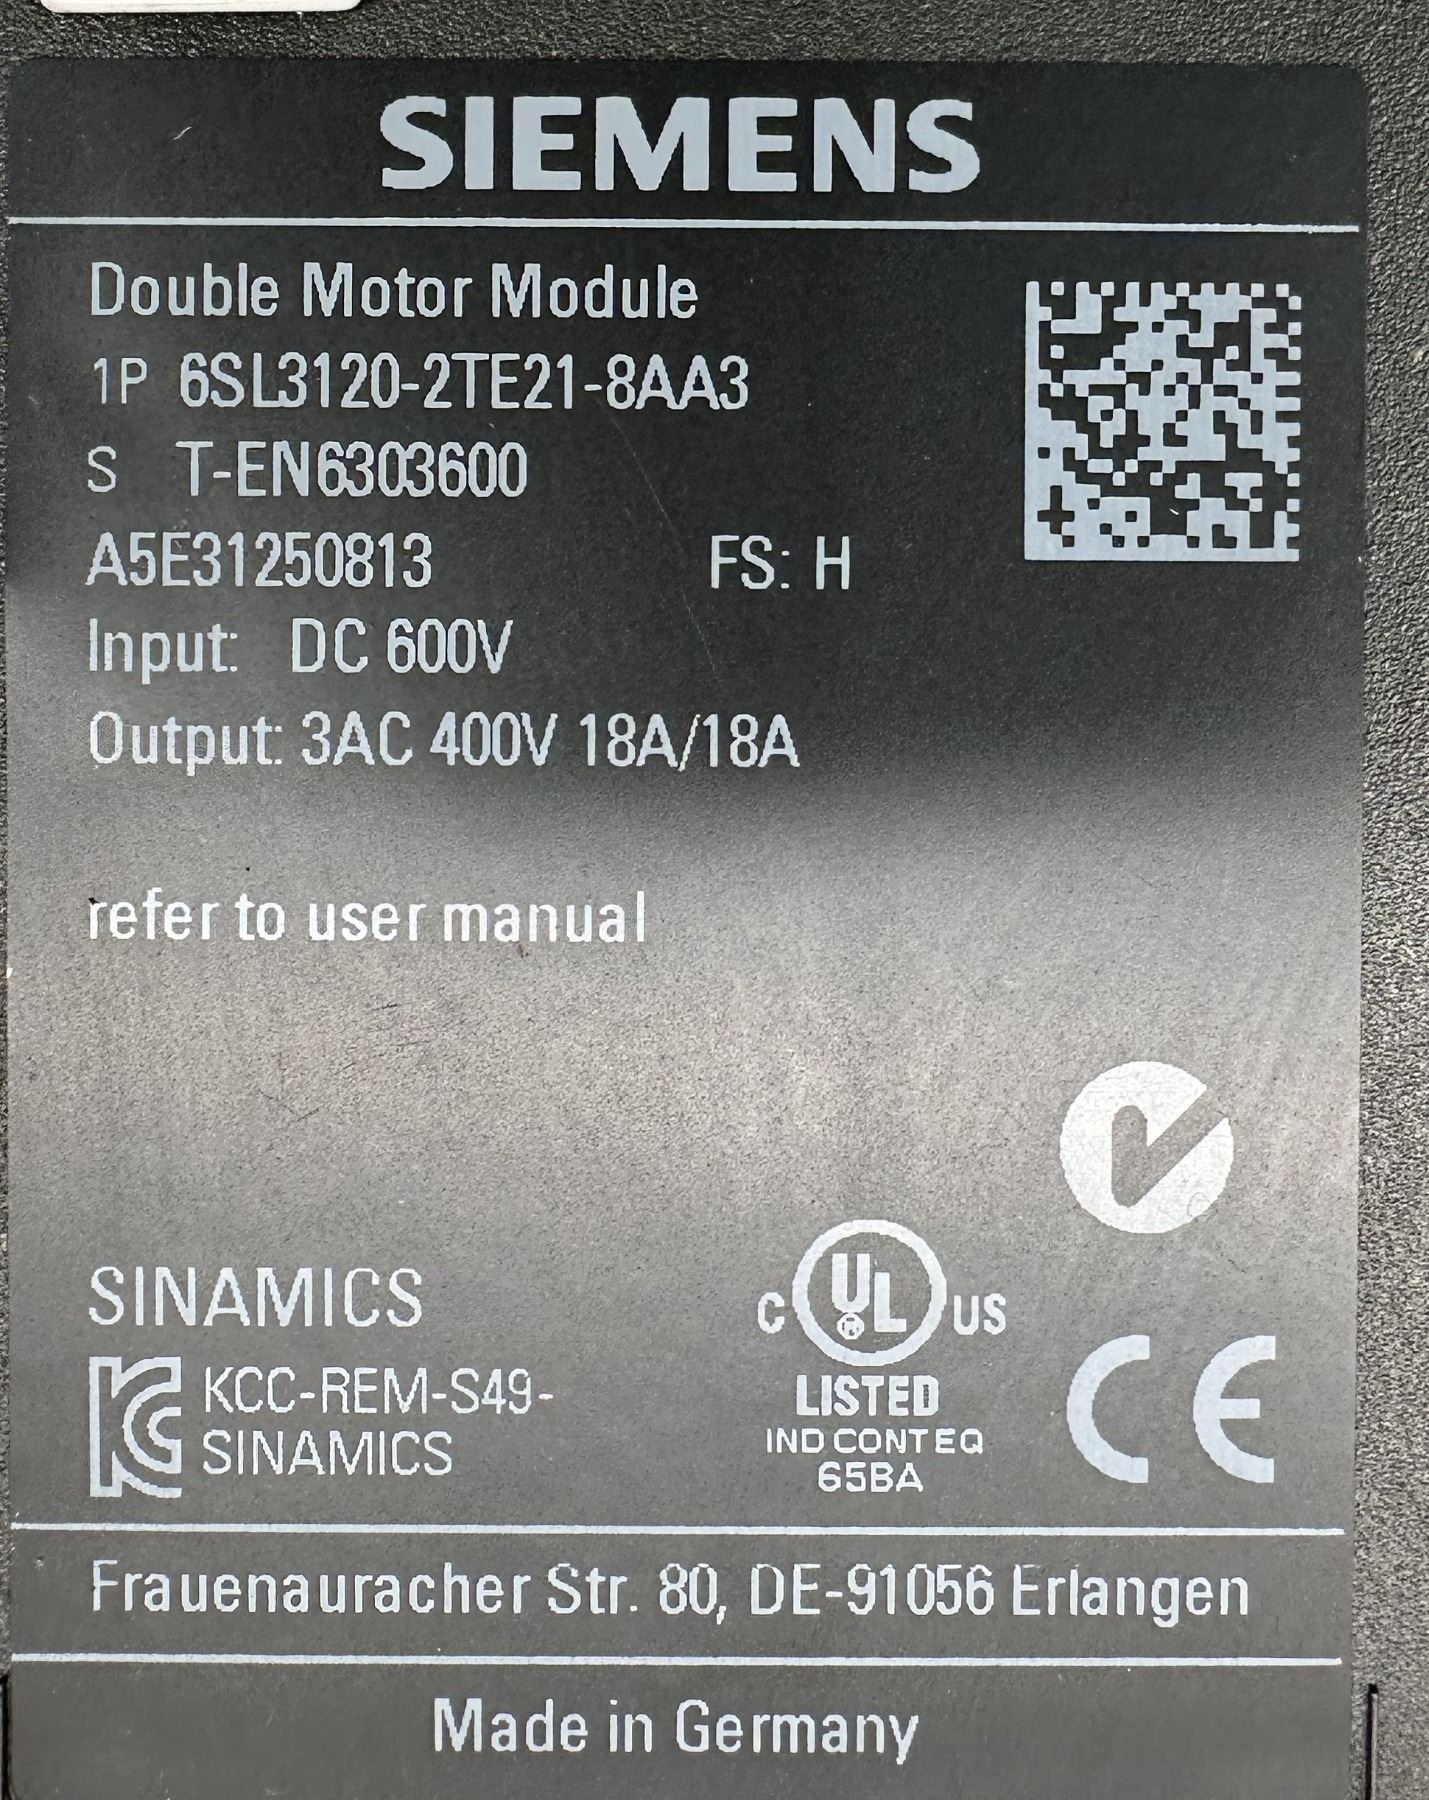 SIEMENS
Double Motor Module
1P 6SL3120-2TE21-8AA3
S T-EN6303600
A5E31250813 FS: H
Input: DC 600V
Output: 3AC 400V 18A/18A
refer to user manual
SINAMICS
KCC-REM-S49-
SINAMICS
C UL US
LISTED
IND CONT EQ
65BA
CE
Frauenauracher Str. 80, DE-91056 Erlangen
Made in Germany